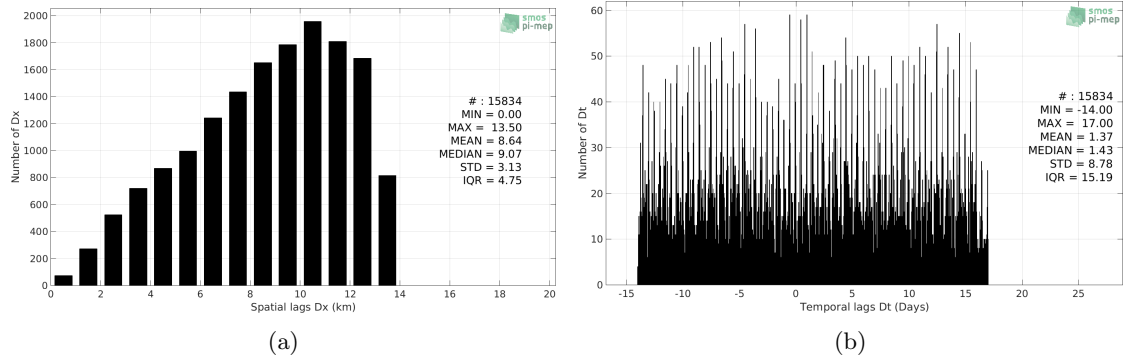 2000
1800
1600
1400
1200
1000
800
600
400
200
0
Number of Dx
0 2 4 6 8 10 12 14 16 18 20
Spatial lags Dx (km)
smos
pi-mep
# : 15834
MIN = 0.00
MAX = 13.50
MEAN = 8.64
MEDIAN = 9.07
STD = 3.13
IQR = 4.75
(a)
60
50
40
30
20
10
0
Number of Dt
-15 -10 -5 0 5 10 15 20 25
Temporal lags Dt (Days)
smos
pi-mep
# : 15834
MIN = -14.00
MAX = 17.00
MEAN = 1.37
MEDIAN = 1.43
STD = 8.78
IQR = 15.19
(b)